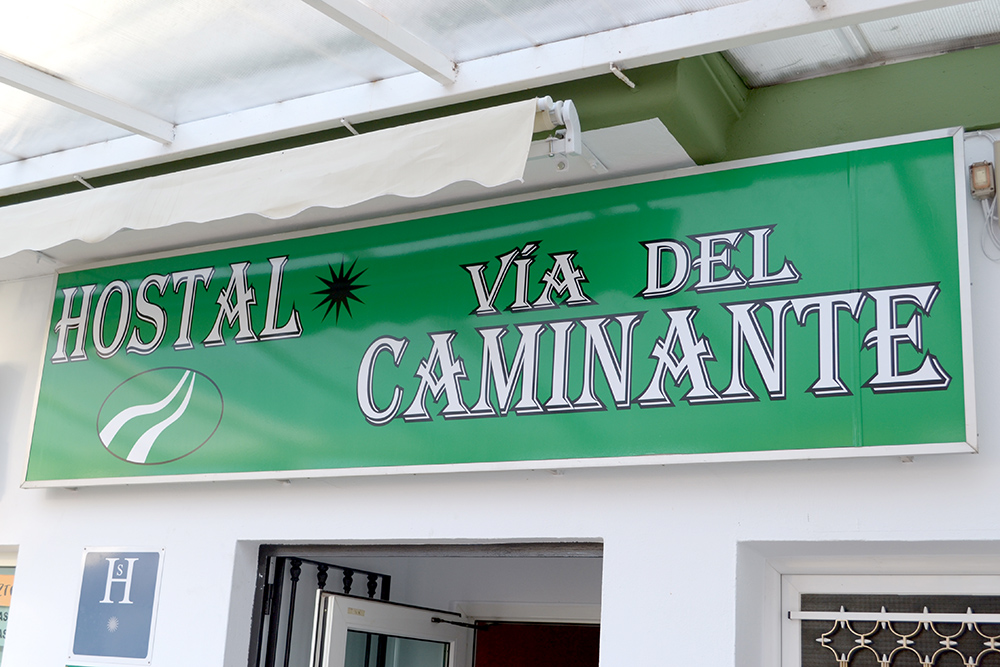 HOSTAL
VÍA DEL
CAMINANTE
HS